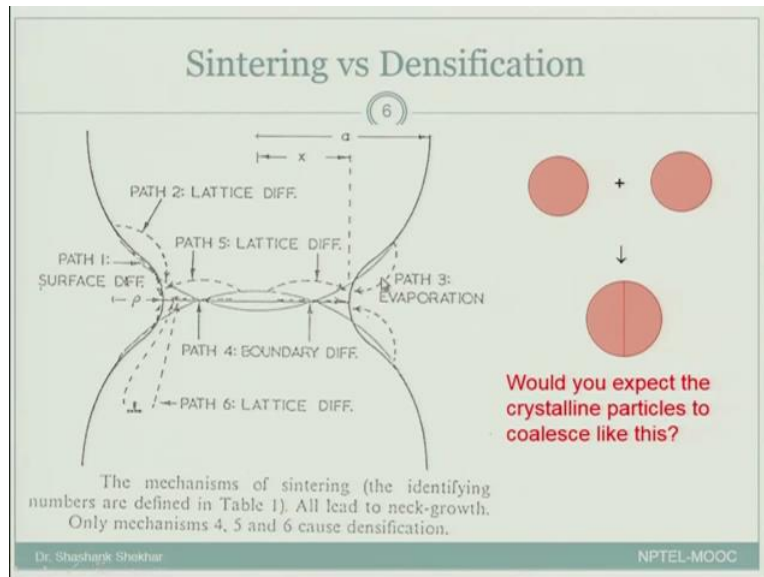 Sintering vs Densification
6
a
x
PATH 2: LATTICE DIFF.
PATH 5: LATTICE DIFF.
PATH 1:
SURFACE DIFF.
ρ
PATH 3:
EVAPORATION
PATH 4: BOUNDARY DIFF.
PATH 6: LATTICE DIFF.
The mechanisms of sintering (the identifying
numbers are defined in Table 1). All lead to neck-growth.
Only mechanisms 4, 5 and 6 cause densification.
+
↓
Would you expect the
crystalline particles to
coalesce like this?
Dr. Shashank Shekhar
NPTEL-MOOC